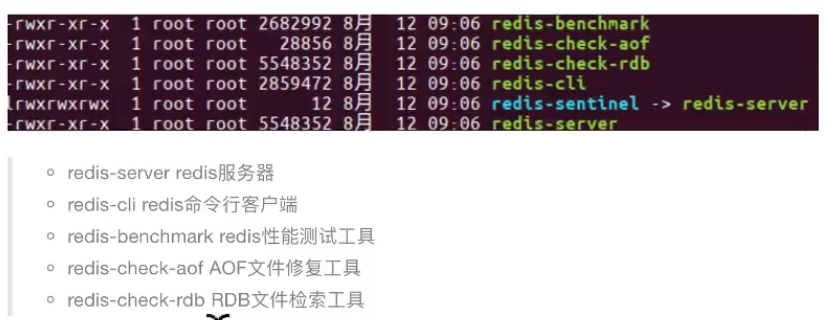 -rwxr-xr-x 1 root root 2682992 8月 12 09:06 redis-benchmark
-rwxr-xr-x 1 root root 28856 8月 12 09:06 redis-check-aof
-rwxr-xr-x 1 root root 5548352 8月 12 09:06 redis-check-rdb
-rwxr-xr-x 1 root root 2859472 8月 12 09:06 redis-cli
lrwxrwxrwx 1 root root 12 8月 12 09:06 redis-sentinel -> redis-server
-rwxr-xr-x 1 root root 5548352 8月 12 09:06 redis-server
redis-server redis服务器
redis-cli redis命令行客户端
redis-benchmark redis性能测试工具
redis-check-aof AOF文件修复工具
redis-check-rdb RDB文件检索工具